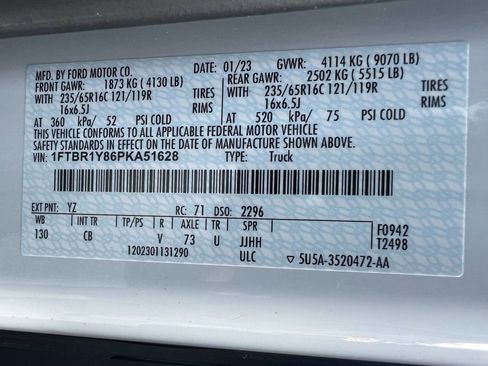 MFD. BY FORD MOTOR CO. DATE: 01/23 GVWR: 4114 KG ( 9070 LB)
FRONT GAWR: 1873 KG ( 4130 LB) REAR GAWR: 2502 KG ( 5515 LB)
WITH 235/65R16C 121/119R TIRES WITH 235/65R16C 121/119R TIRES
16x6.5J RIMS 16x6.5J RIMS
AT 360 kPa/ 52 PSI COLD AT 520 kPa/ 75 PSI COLD
THIS VEHICLE CONFORMS TO ALL APPLICABLE FEDERAL MOTOR VEHICLE
SAFETY STANDARDS IN EFFECT ON THE DATE OF MANUFACTURE SHOWN ABOVE.
VIN: 1FTBR1Y86PKA51628 TYPE: Truck
EXT PNT: YZ RC: 71 DSO: 2296
WB INT TR TP/PS R AXLE TR SPR F0942
130 CB V 73 U JJHH T2498
1202301131290 ULC ▽ 5U5A-3520472-AA